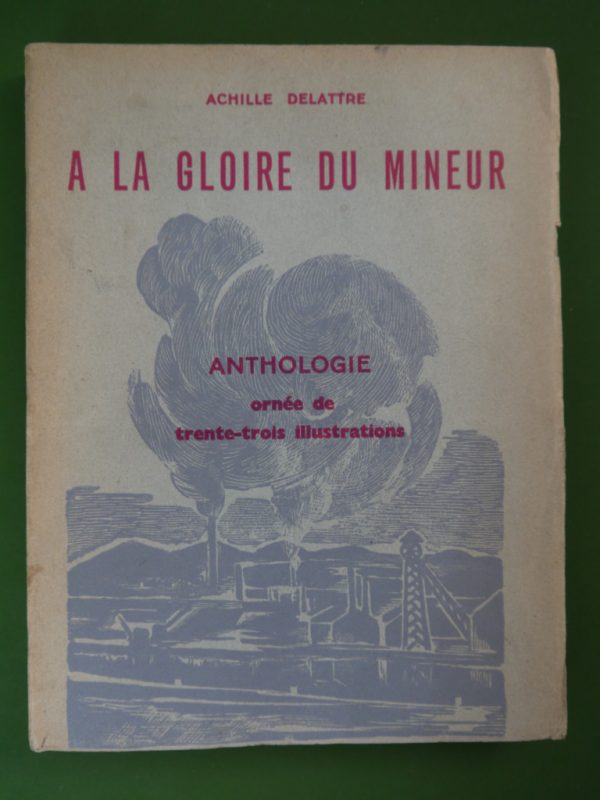 ACHILLE DELATTRE
A LA GLOIRE DU MINEUR
ANTHOLOGIE
ornée de
trente-trois illustrations